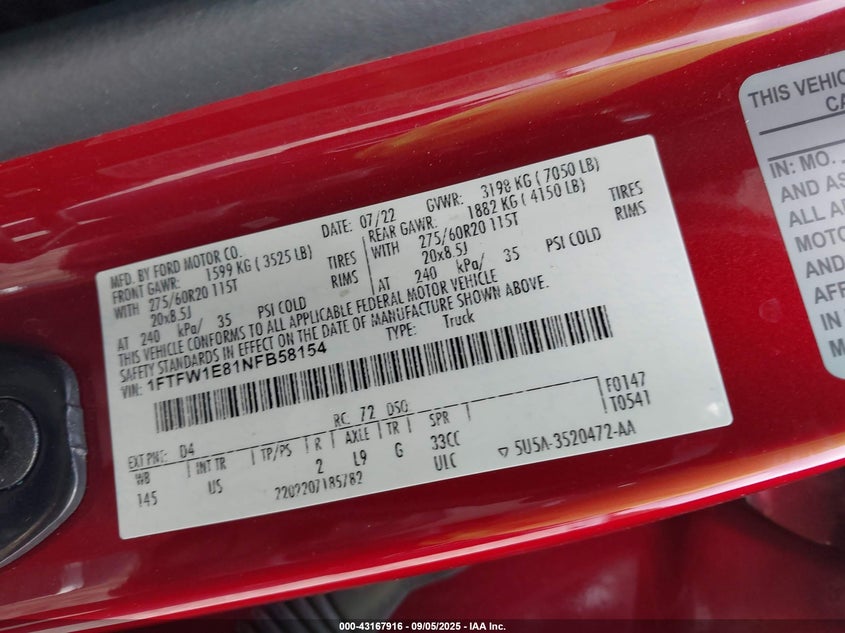 MFD. BY FORD MOTOR CO.
DATE: 07/22
GVWR: 3198 KG ( 7050 LB)
FRONT GAWR: 1599 KG ( 3525 LB)
REAR GAWR: 1882 KG ( 4150 LB)
WITH 275/60R20 115T TIRES
WITH 275/60R20 115T TIRES
20x8.5J RIMS
20x8.5J RIMS
AT 240 kPa/ 35 PSI COLD
AT 240 kPa/ 35 PSI COLD
THIS VEHICLE CONFORMS TO ALL APPLICABLE FEDERAL MOTOR VEHICLE
SAFETY STANDARDS IN EFFECT ON THE DATE OF MANUFACTURE SHOWN ABOVE.
VIN: 1FTFW1E81NFB58154
TYPE: Truck
EXT PNT: D4 RC: 72 DSO: F0147
WB INT TR TP/PS R AXLE TR SPR T0541
145 US 2 L9 G 33CC
2202207185782 ULC
5U5A-3520472-AA
THIS VEHIC
CA
IN: MO.
AND AS
ALL AP
MOTO
AND
AFF
IN
M
000-43167916 - 09/05/2025 - IAA Inc.